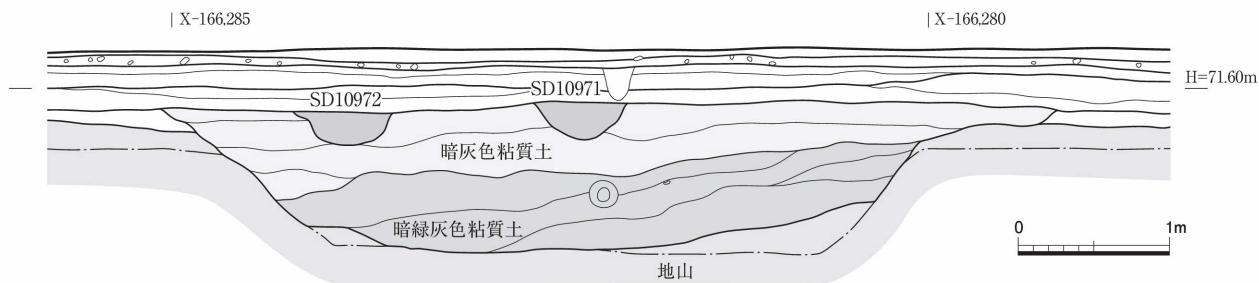 X-166,285
X-166,280
H=71.60m
SD10971
SD10972
暗灰色粘質土
暗緑灰色粘質土
地山
0 1m